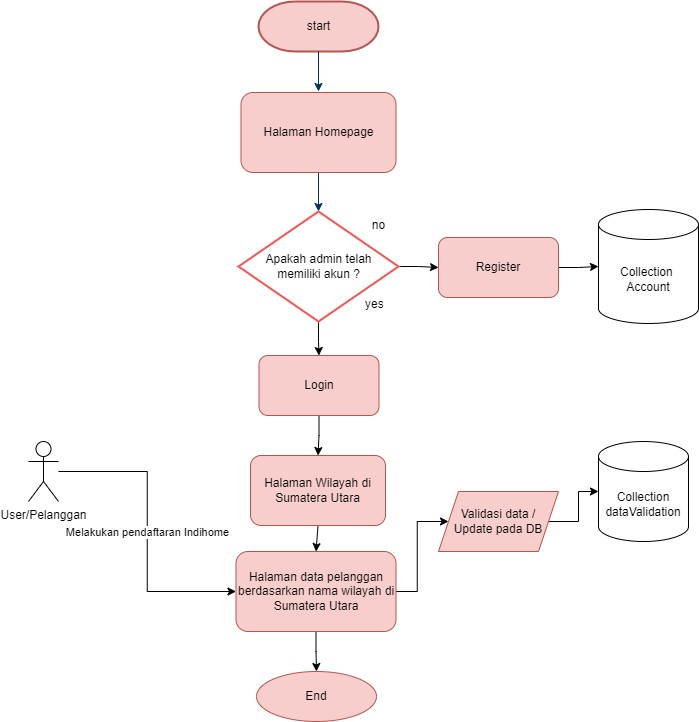 start
Halaman Homepage
no
Apakah admin telah
memiliki akun ?
Register
Collection
Account
yes
Login
Halaman Wilayah di
Sumatera Utara
User/Pelanggan
Melakukan pendaftaran Indihome
Validasi data /
Update pada DB
Collection
dataValidation
Halaman data pelanggan
berdasarkan nama wilayah di
Sumatera Utara
End